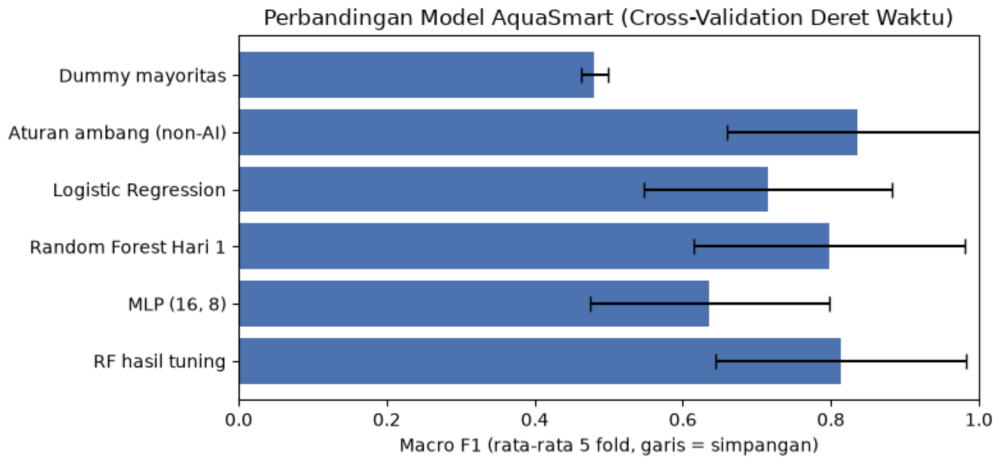 Perbandingan Model AquaSmart (Cross-Validation Deret Waktu)
Dummy mayoritas
Aturan ambang (non-AI)
Logistic Regression
Random Forest Hari 1
MLP (16, 8)
RF hasil tuning
0.0 0.2 0.4 0.6 0.8 1.0
Macro F1 (rata-rata 5 fold, garis = simpangan)